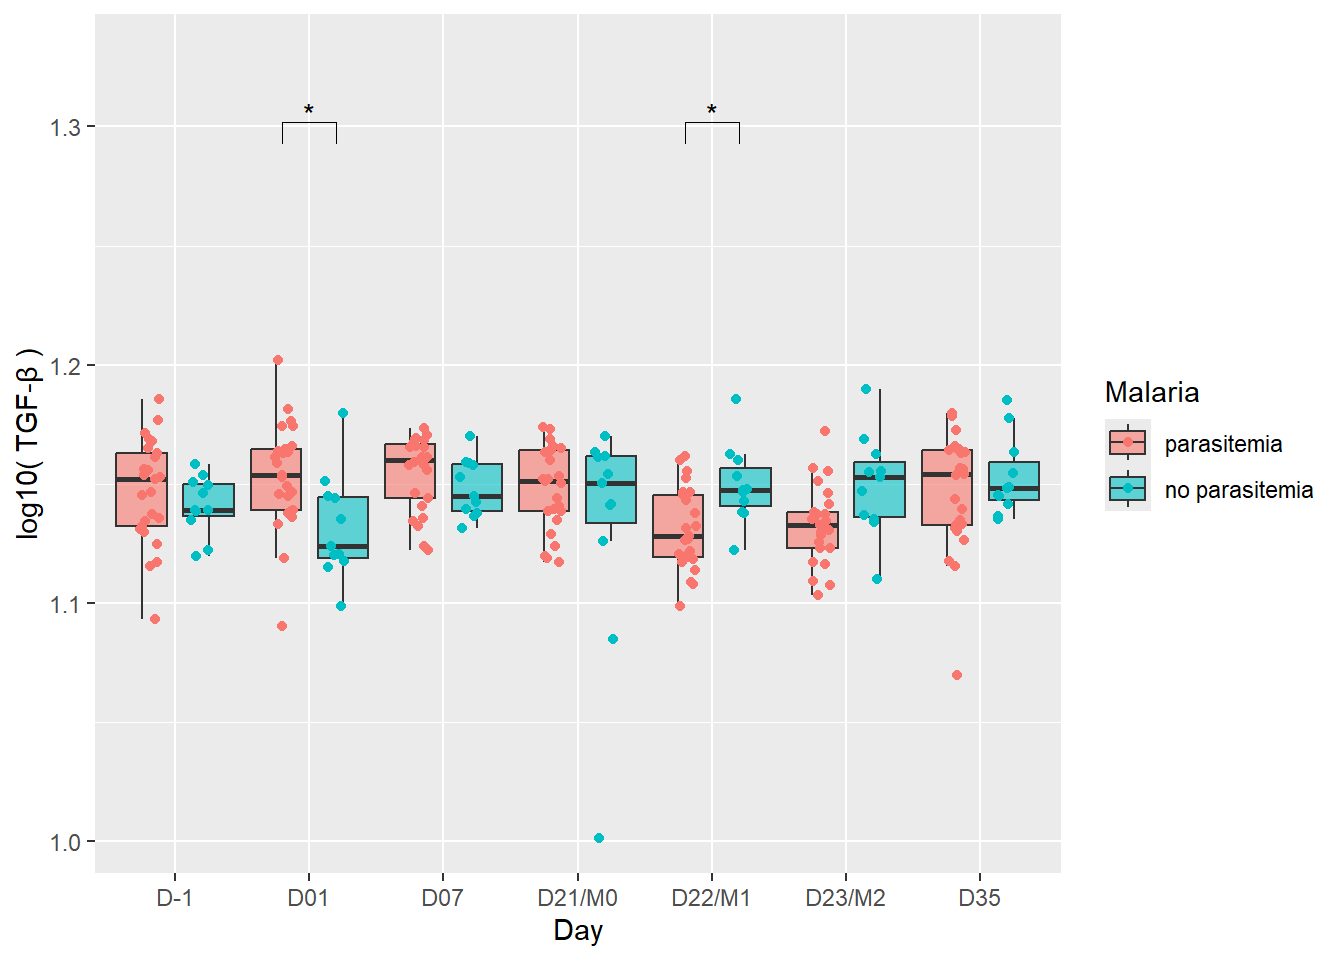 * *
1.3
1.2
1.1
1.0
log10( TGF-β )
D-1 D01 D07 D21/M0 D22/M1 D23/M2 D35
Day
Malaria
parasitemia
no parasitemia